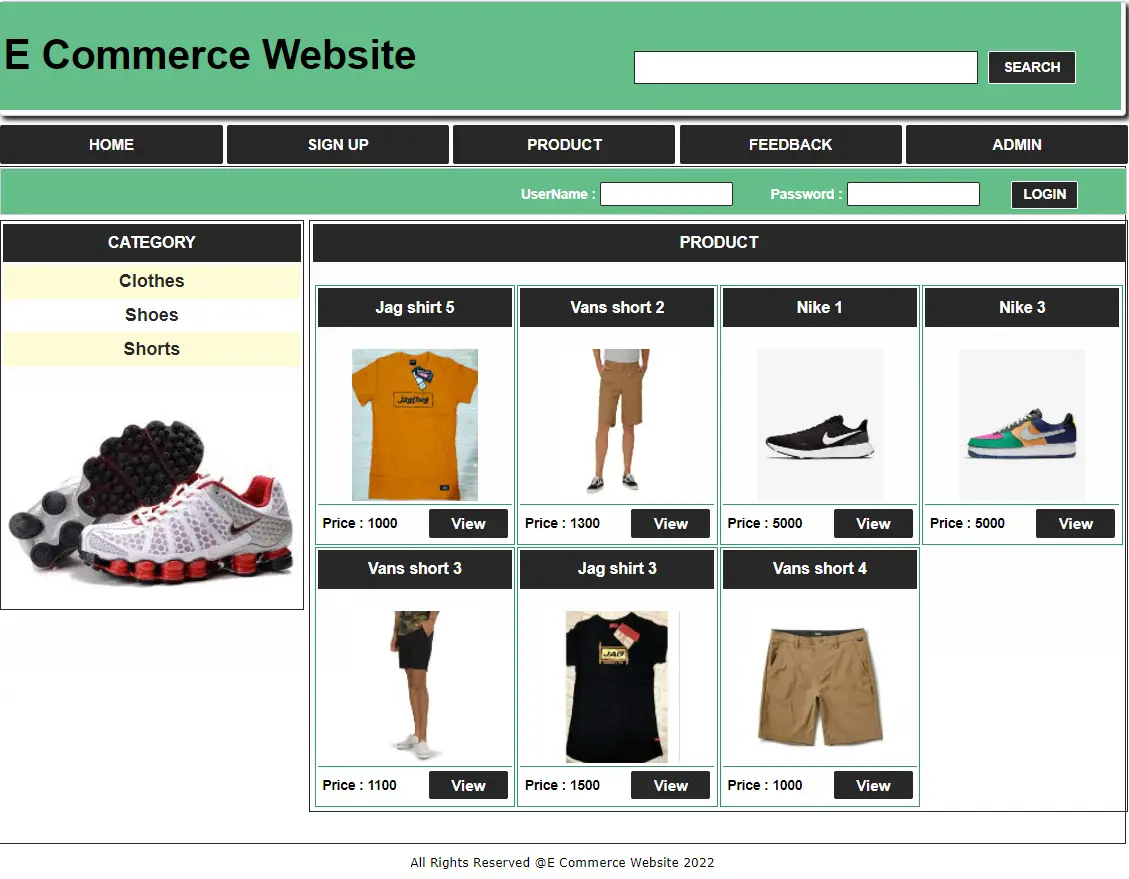 E Commerce Website
SEARCH
HOME SIGN UP PRODUCT FEEDBACK ADMIN
UserName : Password : LOGIN
CATEGORY
Clothes
Shoes
Shorts
PRODUCT
Jag shirt 5 Vans short 2 Nike 1 Nike 3
Price : 1000 View Price : 1300 View Price : 5000 View Price : 5000 View
Vans short 3 Jag shirt 3 Vans short 4
JAG
Price : 1100 View Price : 1500 View Price : 1000 View
All Rights Reserved @E Commerce Website 2022